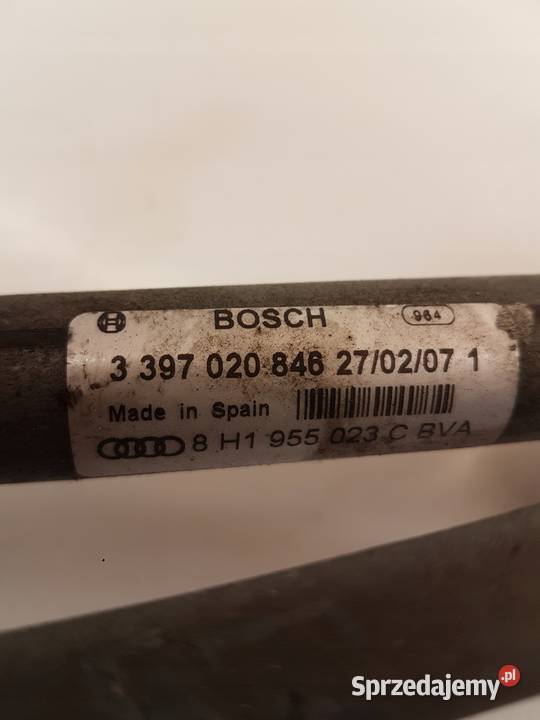 BOSCH 964
3 397 020 846 27/02/07 1
Made in Spain
8 H1 955 023 C BVA
Sprzedajemy.pl